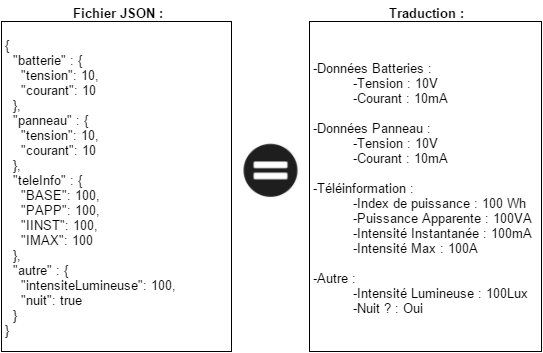 Fichier JSON :
{
"batterie" : {
"tension": 10,
"courant": 10
},
"panneau" : {
"tension": 10,
"courant": 10
},
"teleInfo" : {
"BASE": 100,
"PAPP": 100,
"IINST": 100,
"IMAX": 100
},
"autre" : {
"intensiteLumineuse": 100,
"nuit": true
}
}
Traduction :
-Données Batteries :
-Tension : 10V
-Courant : 10mA
-Données Panneau :
-Tension : 10V
-Courant : 10mA
-Téléinformation :
-Index de puissance : 100 Wh
-Puissance Apparente : 100VA
-Intensité Instantanée : 100mA
-Intensité Max : 100A
-Autre :
-Intensité Lumineuse : 100Lux
-Nuit ? : Oui